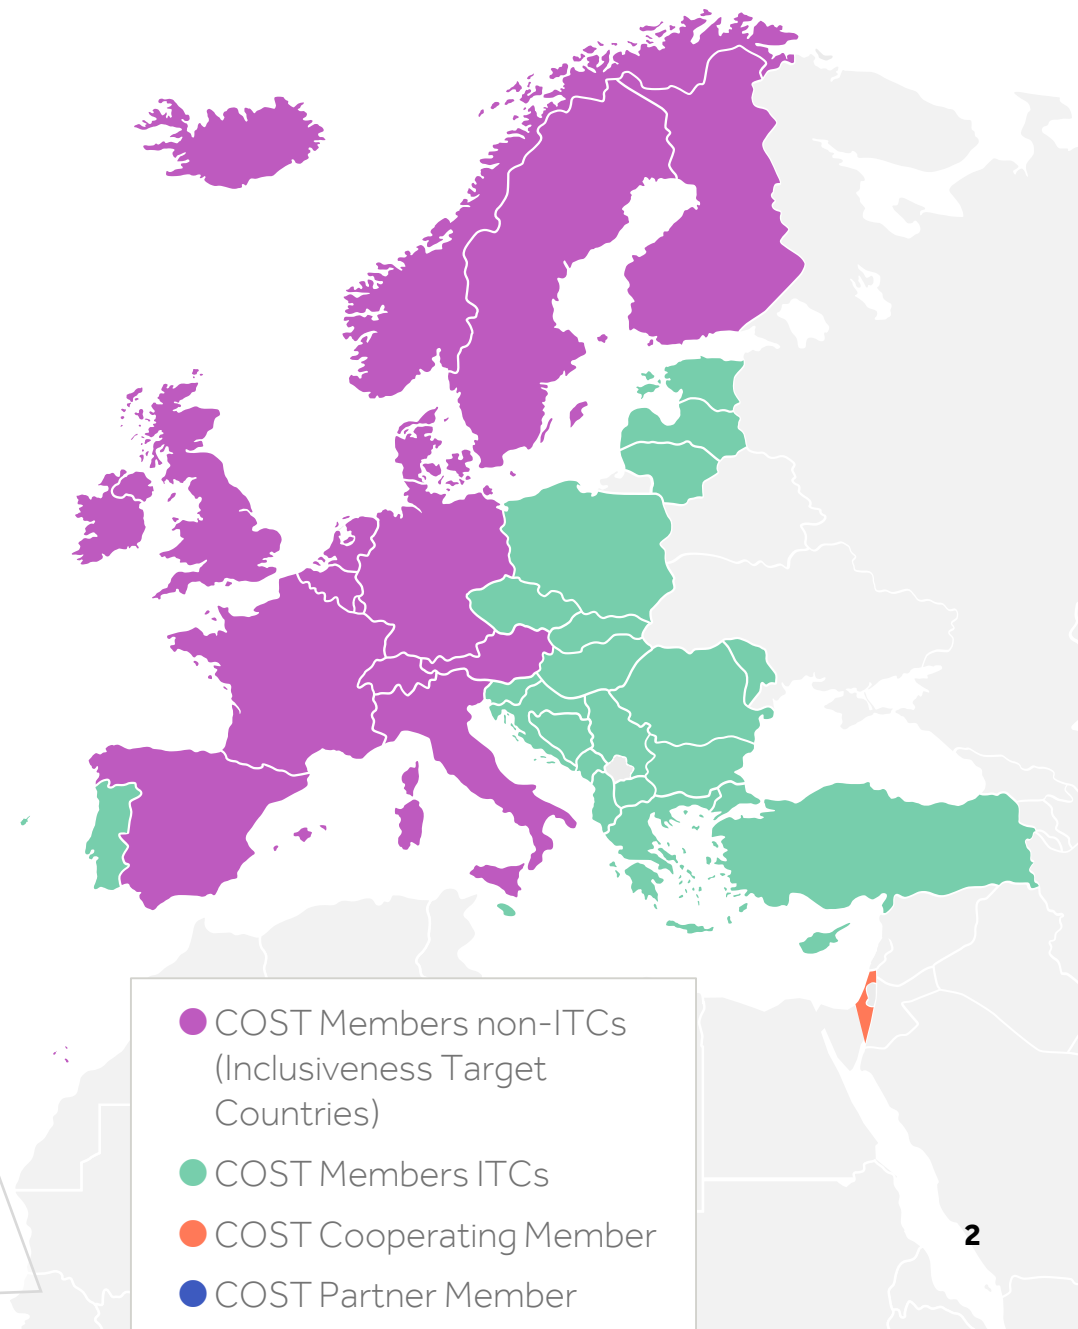 COST Members non-ITCs
(Inclusiveness Target
Countries)
COST Members ITCs
COST Cooperating Member
COST Partner Member
2